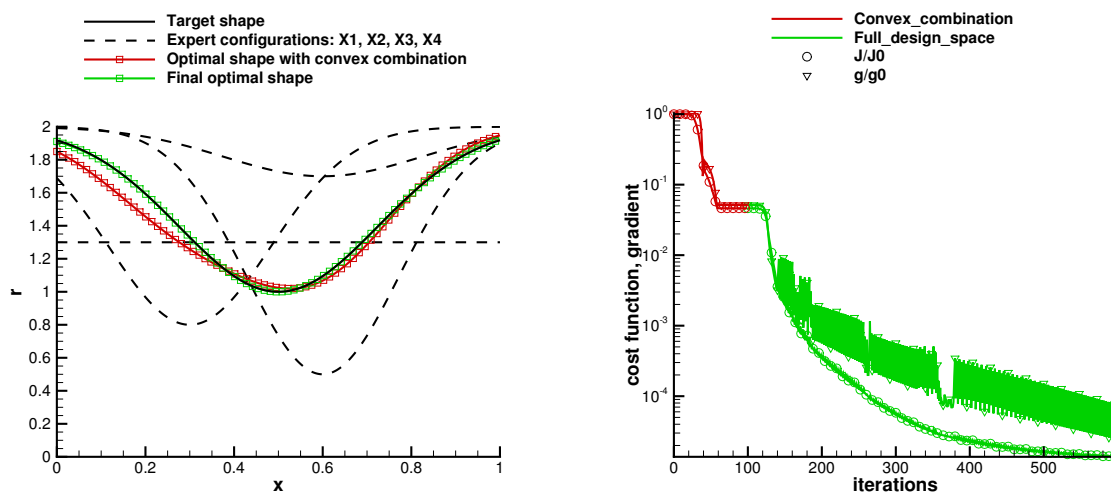 Target shape
Expert configurations: X1, X2, X3, X4
Optimal shape with convex combination
Final optimal shape
r
2
1.8
1.6
1.4
1.2
1
0.8
0.6
0.4
0.2
0
0 0.2 0.4 0.6 0.8 1
x
Convex_combination
Full_design_space
J/J0
g/g0
cost function, gradient
10^0
10^-1
10^-2
10^-3
10^-4
0 100 200 300 400 500
iterations